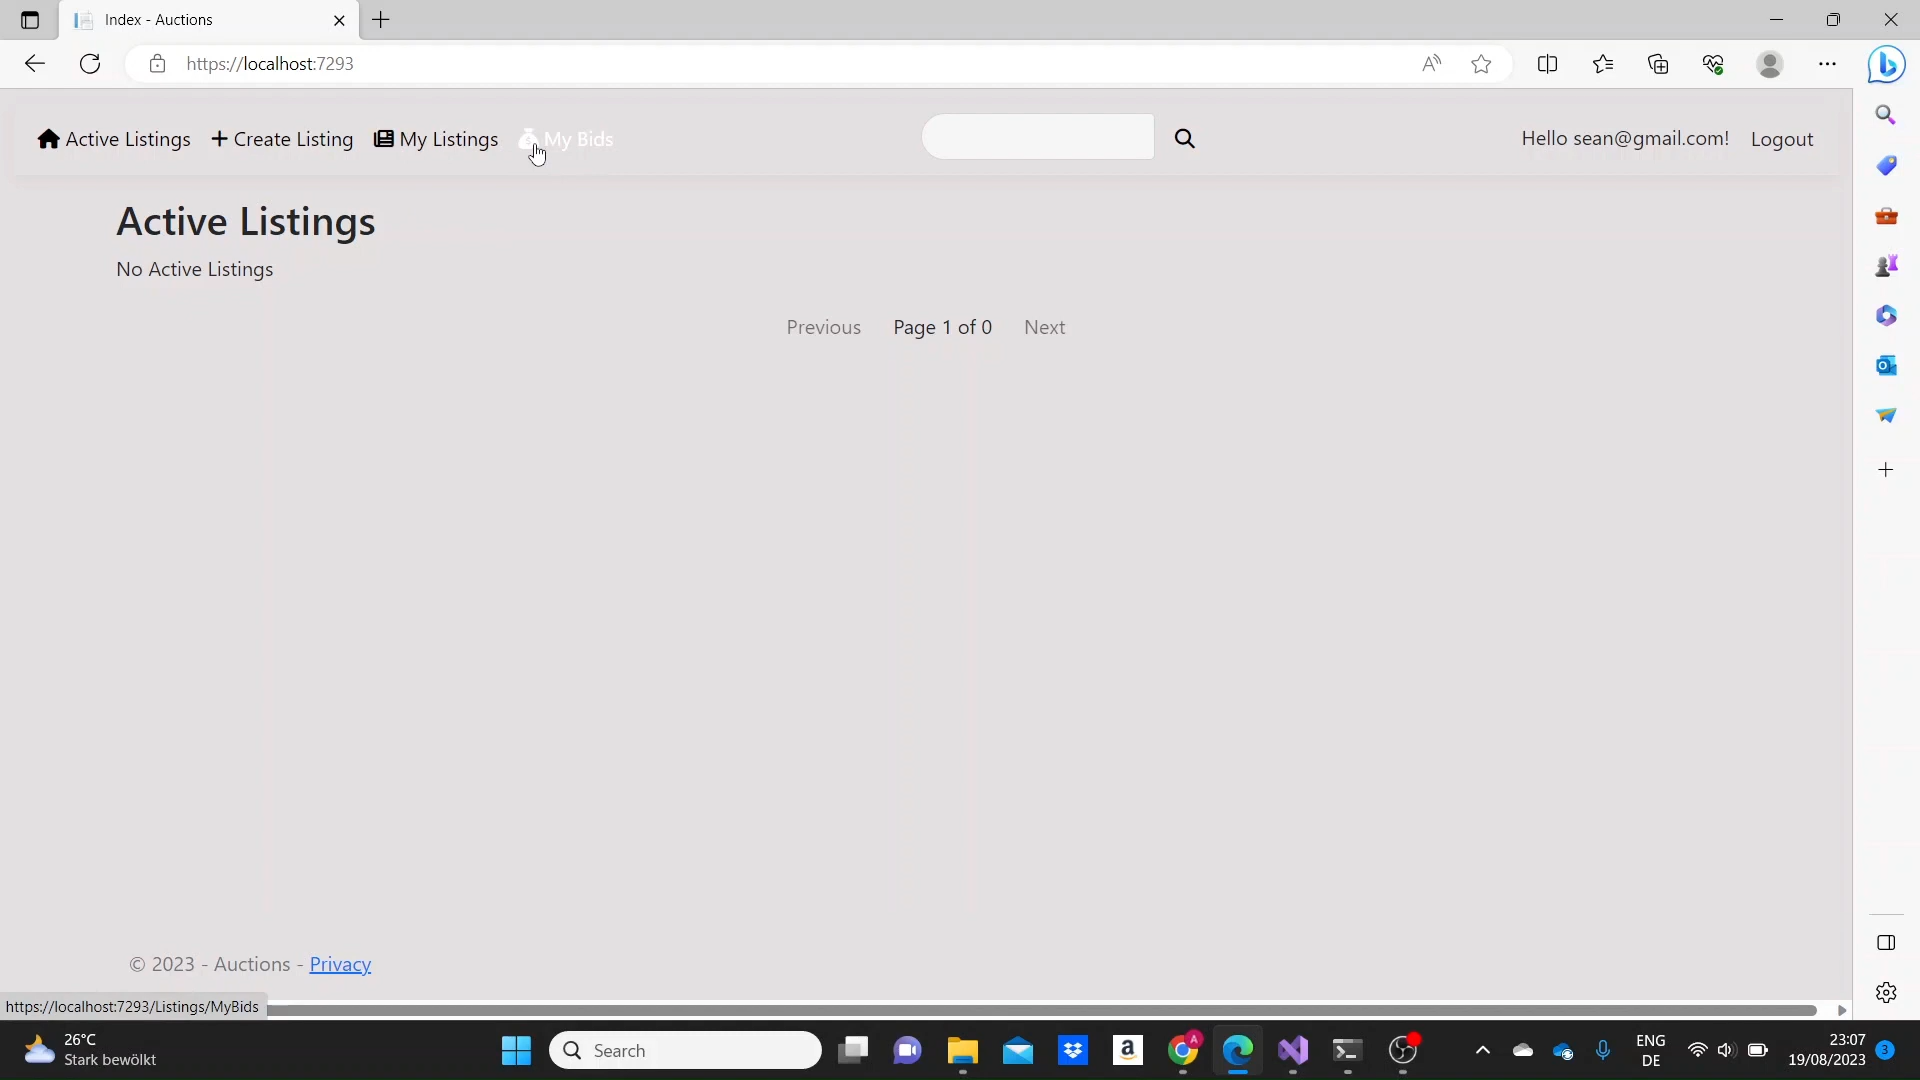 Index - Auctions
https://localhost:7293
Active Listings
Create Listing
My Listings
My Bids
Hello sean@gmail.com!
Logout
Active Listings
No Active Listings
Previous
Page 1 of 0
Next
© 2023 - Auctions - Privacy
https://localhost:7293/Listings/MyBids
26°C
Stark bewölkt
Search
ENG
DE
23:07
19/08/2023
3